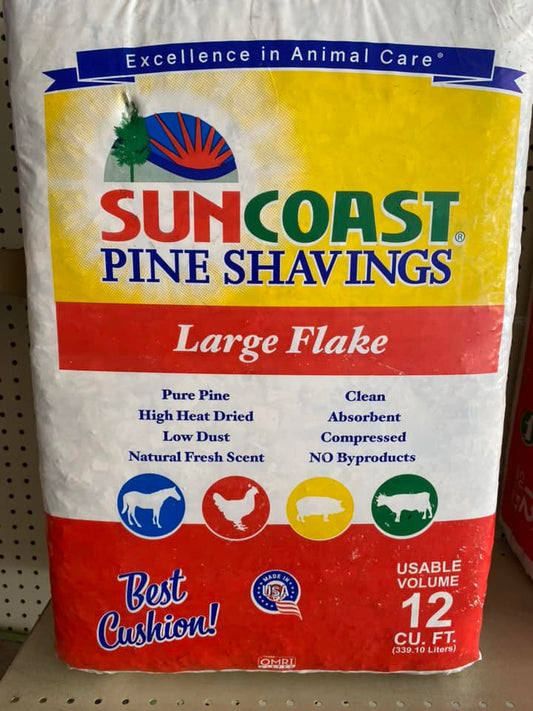 Excellence in Animal Care®
SUNCOAST®
PINE SHAVINGS
Large Flake
Pure Pine
High Heat Dried
Low Dust
Natural Fresh Scent
Clean
Absorbent
Compressed
NO Byproducts
Best
Cushion!
MADE IN
USA
USABLE
VOLUME
12
CU. FT.
(339.10 Liters)
OMRI